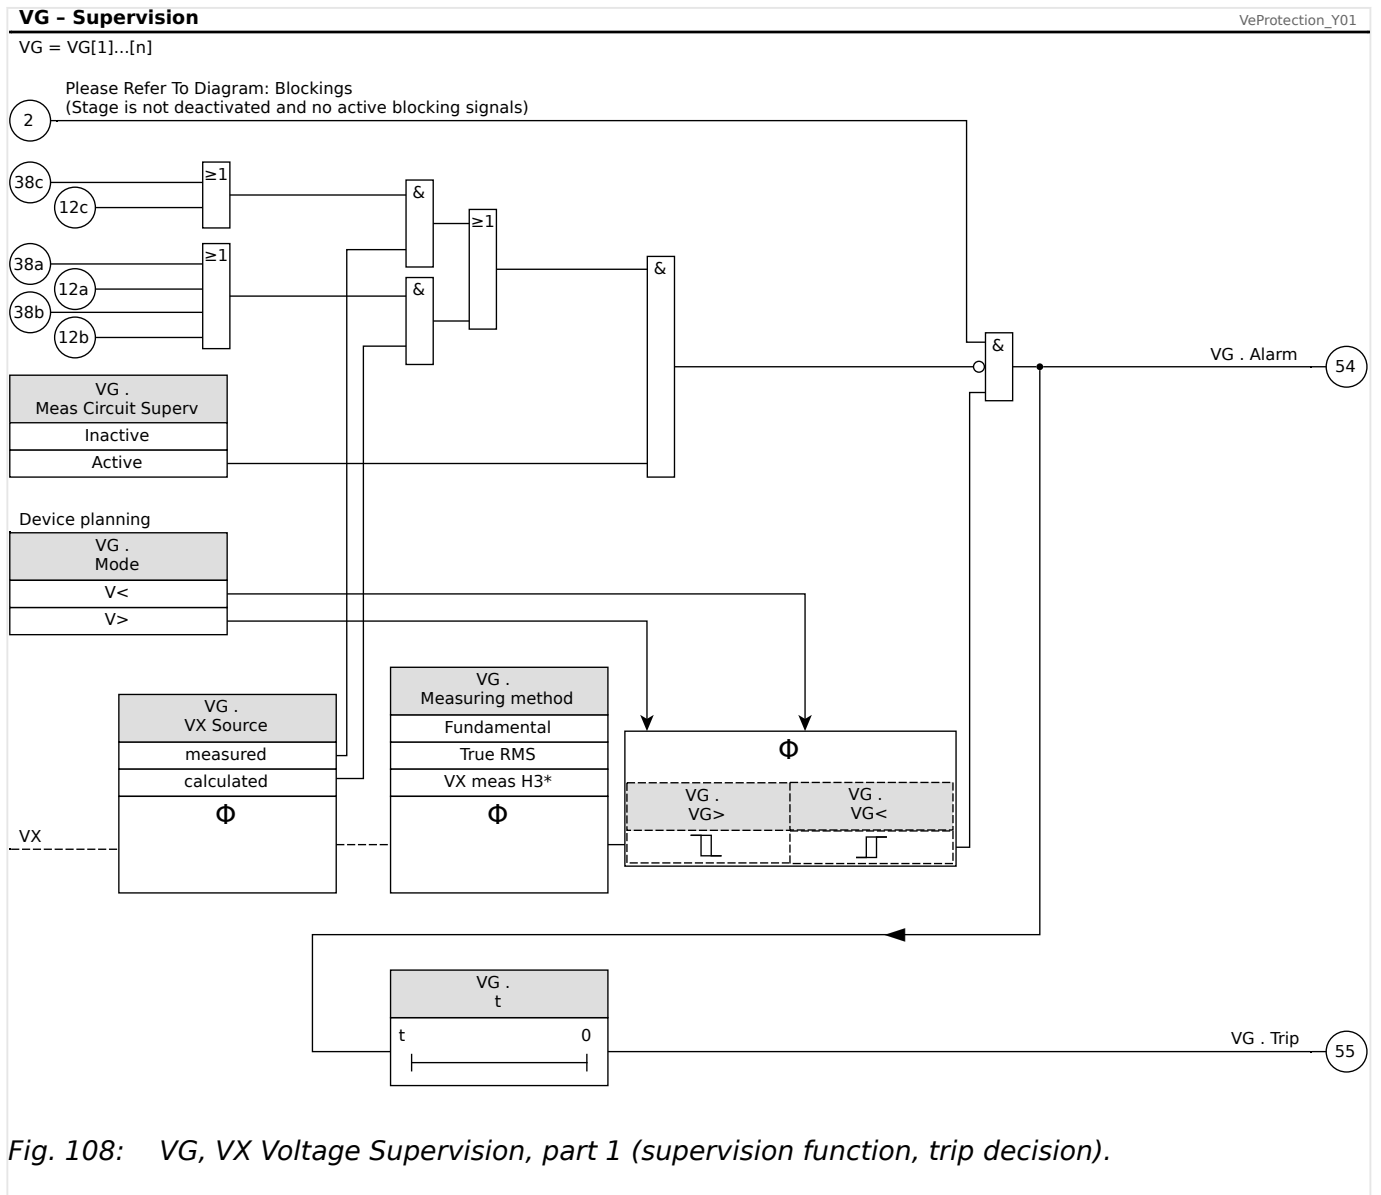 VG – Supervision
VeProtection_Y01
VG = VG[1]...[n]
Please Refer To Diagram: Blockings
(Stage is not deactivated and no active blocking signals)
2
38c
12c
≥1
&
≥1
38a
12a
38b
12b
≥1
&
&
&
VG . Alarm
54
VG .
Meas Circuit Superv
Inactive
Active
Device planning
VG .
Mode
V<
V>
VG .
VX Source
measured
calculated
Φ
VX
VG .
Measuring method
Fundamental
True RMS
VX meas H3*
Φ
Φ
VG .
VG>
VG .
VG<
VG .
t
t 0
VG . Trip
55
Fig. 108: VG, VX Voltage Supervision, part 1 (supervision function, trip decision).